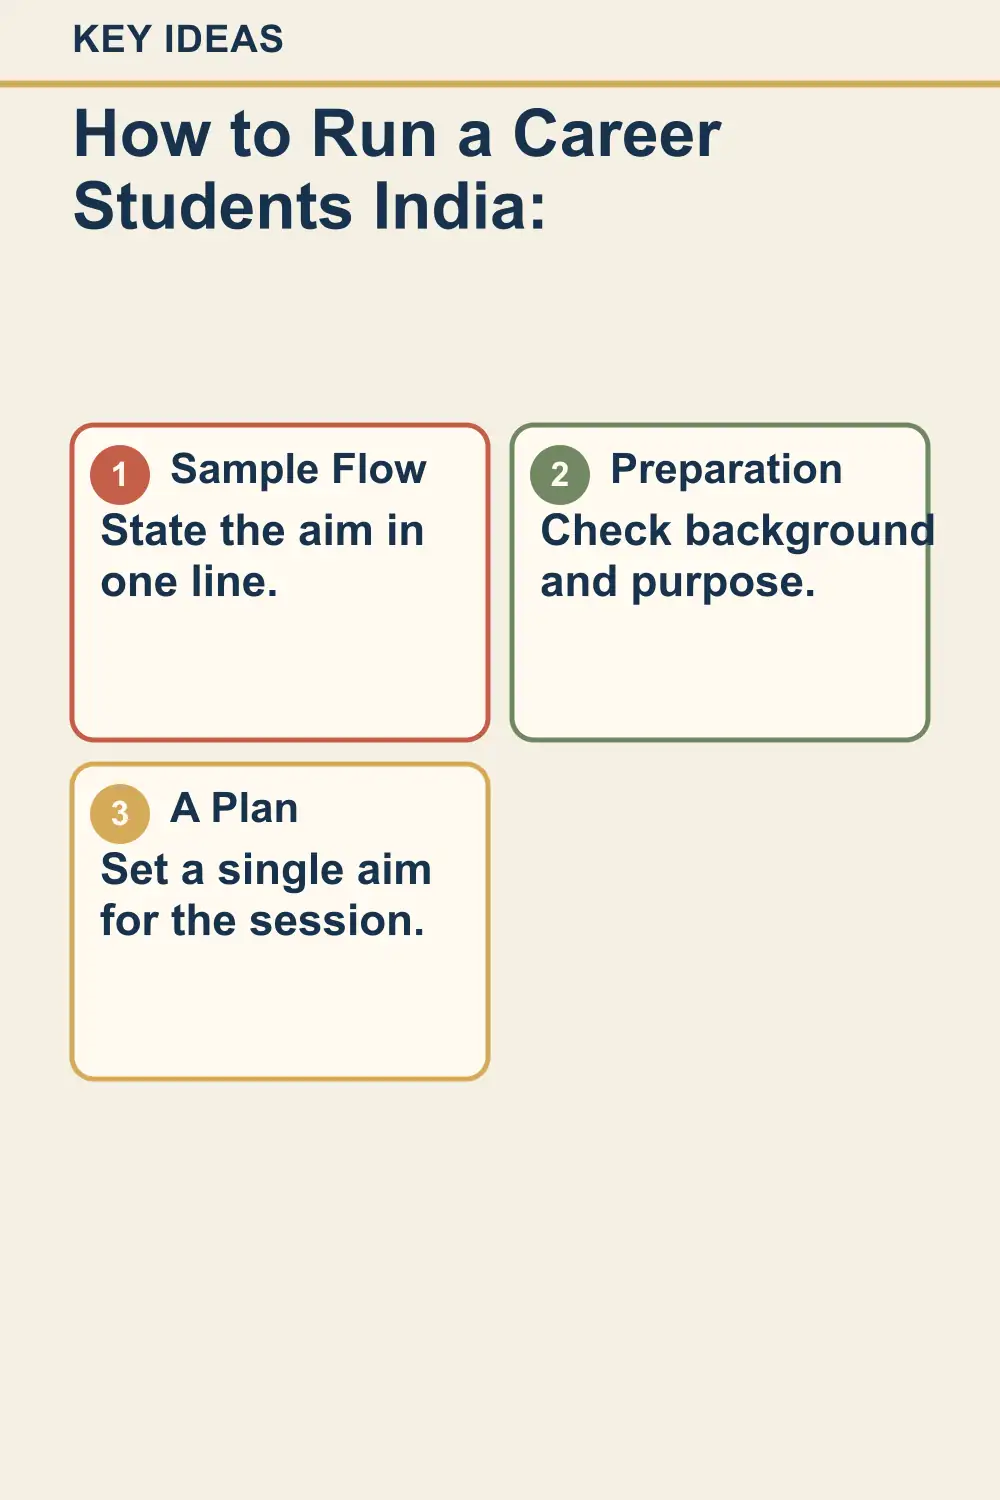 KEY IDEAS
How to Run a Career
Students India:
1 Sample Flow
State the aim in
one line.
2 Preparation
Check background
and purpose.
3 A Plan
Set a single aim
for the session.